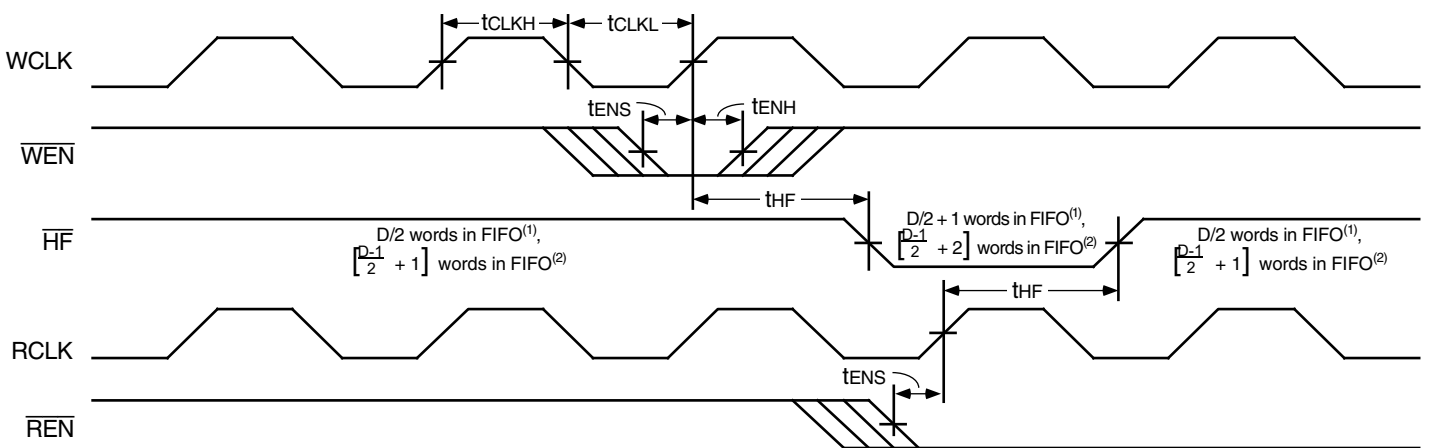 tCLKH tCLKL
WCLK
tENS tENH
WEN
tHF
HF
D/2 words in FIFO(1),
[D-1/2 + 1] words in FIFO(2)
D/2 + 1 words in FIFO(1),
[D-1/2 + 2] words in FIFO(2)
D/2 words in FIFO(1),
[D-1/2 + 1] words in FIFO(2)
tHF
RCLK
tENS
REN